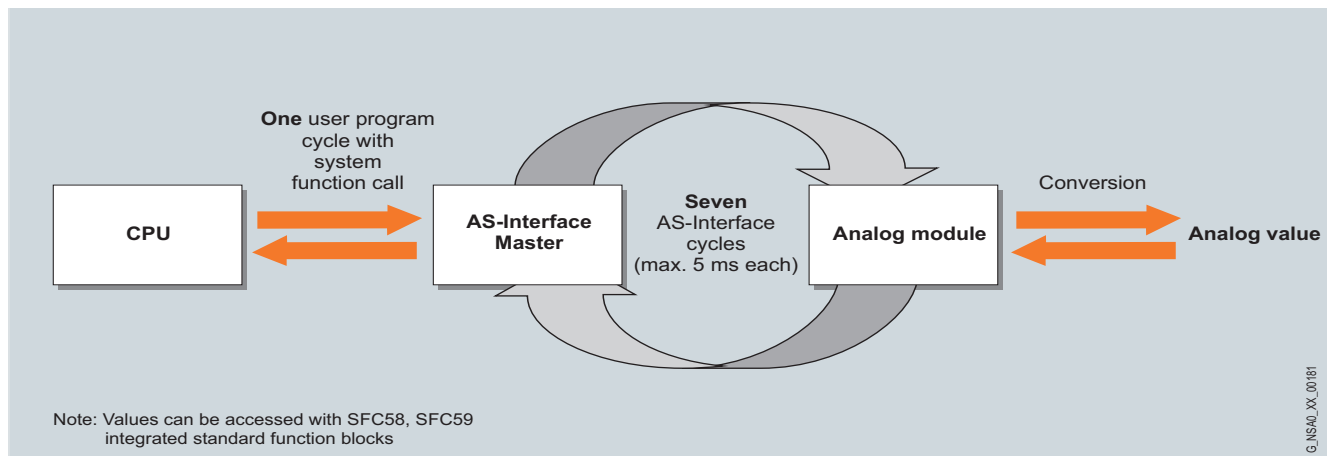 One user program
cycle with
system
function call
CPU
AS-Interface
Master
Seven
AS-Interface
cycles
(max. 5 ms each)
Analog module
Conversion
Analog value
Note: Values can be accessed with SFC58, SFC59
integrated standard function blocks
G_NSA0_XX_00181